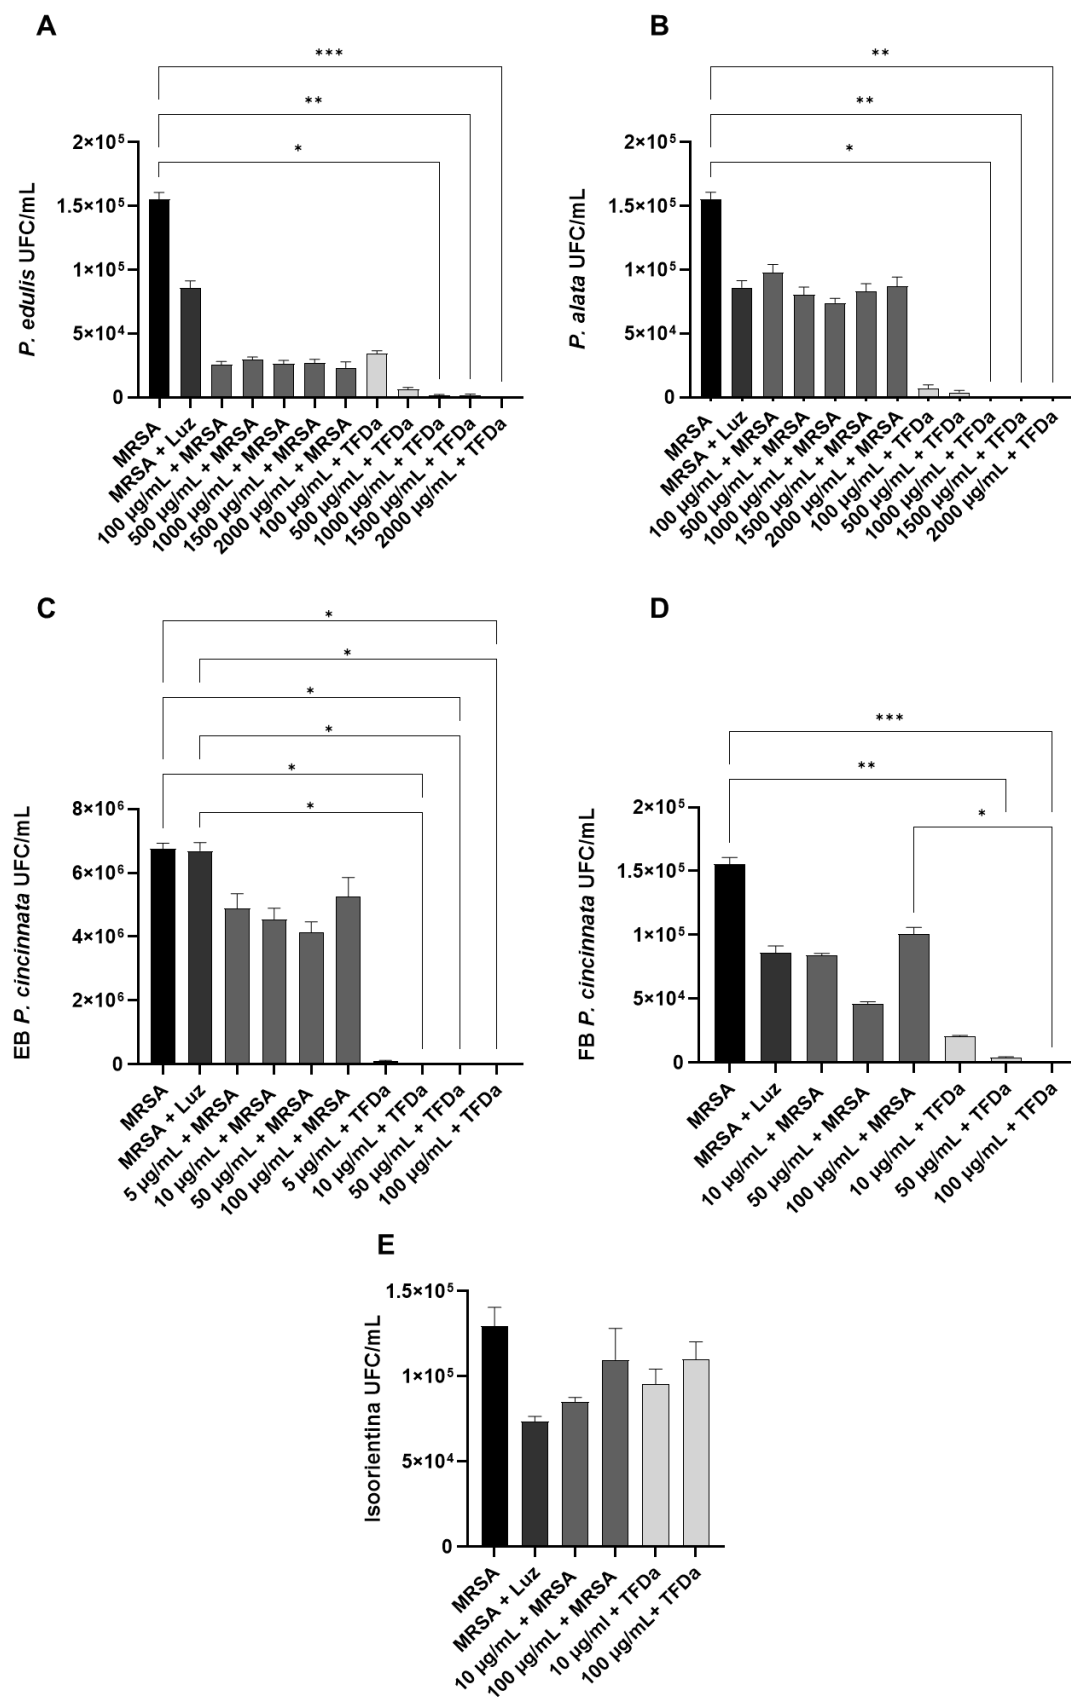 A
***
**
*
P. edulis UFC/mL
2×10⁵
1.5×10⁵
1×10⁵
5×10⁴
0
MRSA
MRSA + Luz
100 µg/mL + MRSA
500 µg/mL + MRSA
1000 µg/mL + MRSA
1500 µg/mL + MRSA
2000 µg/mL + MRSA
100 µg/mL + TFDa
500 µg/mL + TFDa
1000 µg/mL + TFDa
1500 µg/mL + TFDa
2000 µg/mL + TFDa
B
**
**
*
P. alata UFC/mL
2×10⁵
1.5×10⁵
1×10⁵
5×10⁴
0
MRSA
MRSA + Luz
100 µg/mL + MRSA
500 µg/mL + MRSA
1000 µg/mL + MRSA
1500 µg/mL + MRSA
2000 µg/mL + MRSA
100 µg/mL + TFDa
500 µg/mL + TFDa
1000 µg/mL + TFDa
1500 µg/mL + TFDa
2000 µg/mL + TFDa
C
*
*
*
*
*
*
EB P. cincinnata UFC/mL
8×10⁶
6×10⁶
4×10⁶
2×10⁶
0
MRSA
MRSA + Luz
5 µg/mL + MRSA
10 µg/mL + MRSA
50 µg/mL + MRSA
100 µg/mL + MRSA
5 µg/mL + TFDa
10 µg/mL + TFDa
50 µg/mL + TFDa
100 µg/mL + TFDa
D
***
**
*
FB P. cincinnata UFC/mL
2×10⁵
1.5×10⁵
1×10⁵
5×10⁴
0
MRSA
MRSA + Luz
10 µg/mL + MRSA
50 µg/mL + MRSA
100 µg/mL + MRSA
10 µg/mL + TFDa
50 µg/mL + TFDa
100 µg/mL + TFDa
E
Isoorientina UFC/mL
1.5×10⁵
1×10⁵
5×10⁴
0
MRSA
MRSA + Luz
10 µg/mL + MRSA
100 µg/mL + MRSA
10 µg/ml + TFDa
100 µg/mL+ TFDa